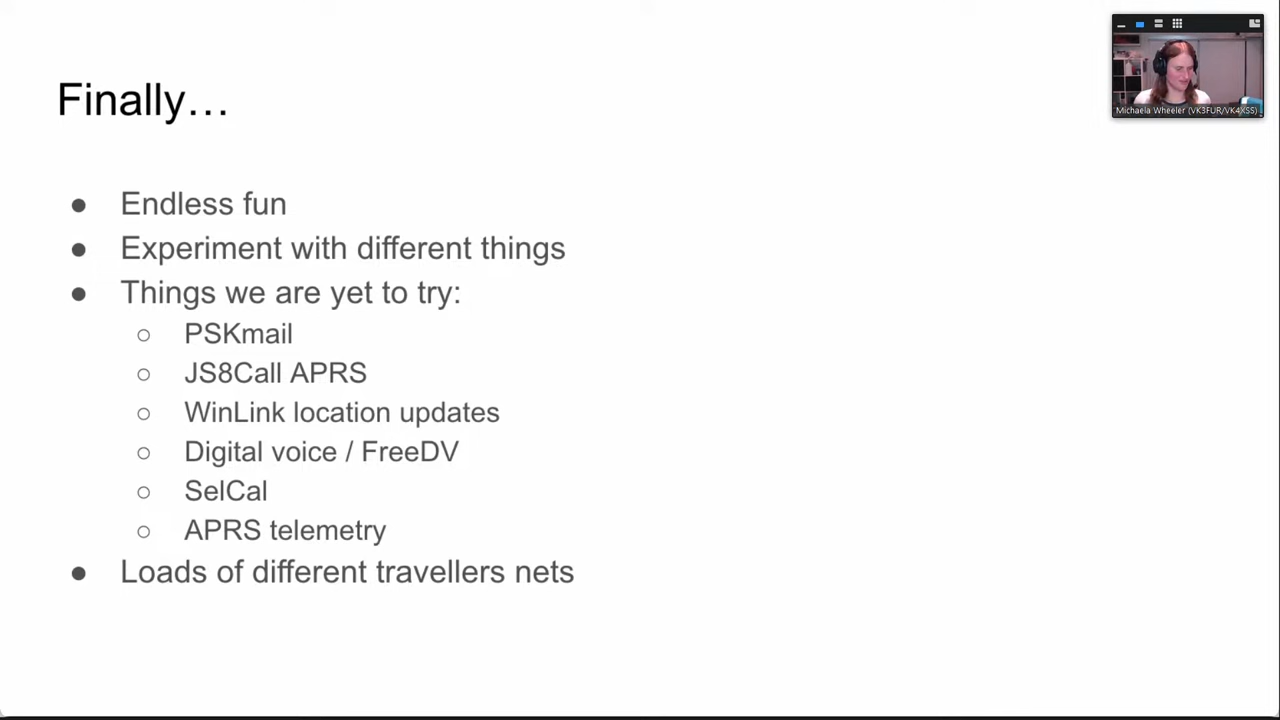 Finally…
Michaela Wheeler (VK3FUR/VK4XSS)
Endless fun
Experiment with different things
Things we are yet to try:
PSKmail
JS8Call APRS
WinLink location updates
Digital voice / FreeDV
SelCal
APRS telemetry
Loads of different travellers nets